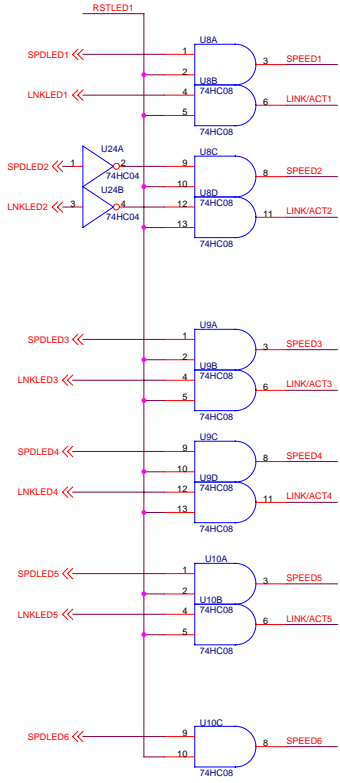 RSTLED1
U8A
SPDLED1 1 3 SPEED1
2 U8B
LNKLED1 4 74HC08
5 6 LINK/ACT1
74HC08
U24A U8C
SPDLED2 1 2 9 8 SPEED2
74HC04 10 U8D
U24B 74HC08
LNKLED2 3 4 12 11 LINK/ACT2
74HC04 13
74HC08
U9A
SPDLED3 1 3 SPEED3
2 U9B
LNKLED3 4 74HC08
5 6 LINK/ACT3
74HC08
U9C
SPDLED4 9 8 SPEED4
10 U9D
LNKLED4 12 74HC08
13 11 LINK/ACT4
74HC08
U10A
SPDLED5 1 3 SPEED5
2 U10B
LNKLED5 4 74HC08
5 6 LINK/ACT5
74HC08
U10C
SPDLED6 9 8 SPEED6
10
74HC08